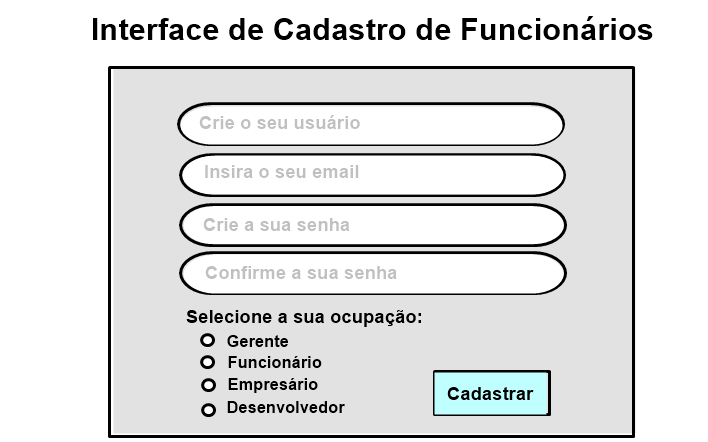 Interface de Cadastro de Funcionários
Crie o seu usuário
Insira o seu email
Crie a sua senha
Confirme a sua senha
Selecione a sua ocupação:
Gerente
Funcionário
Empresário
Desenvolvedor
Cadastrar